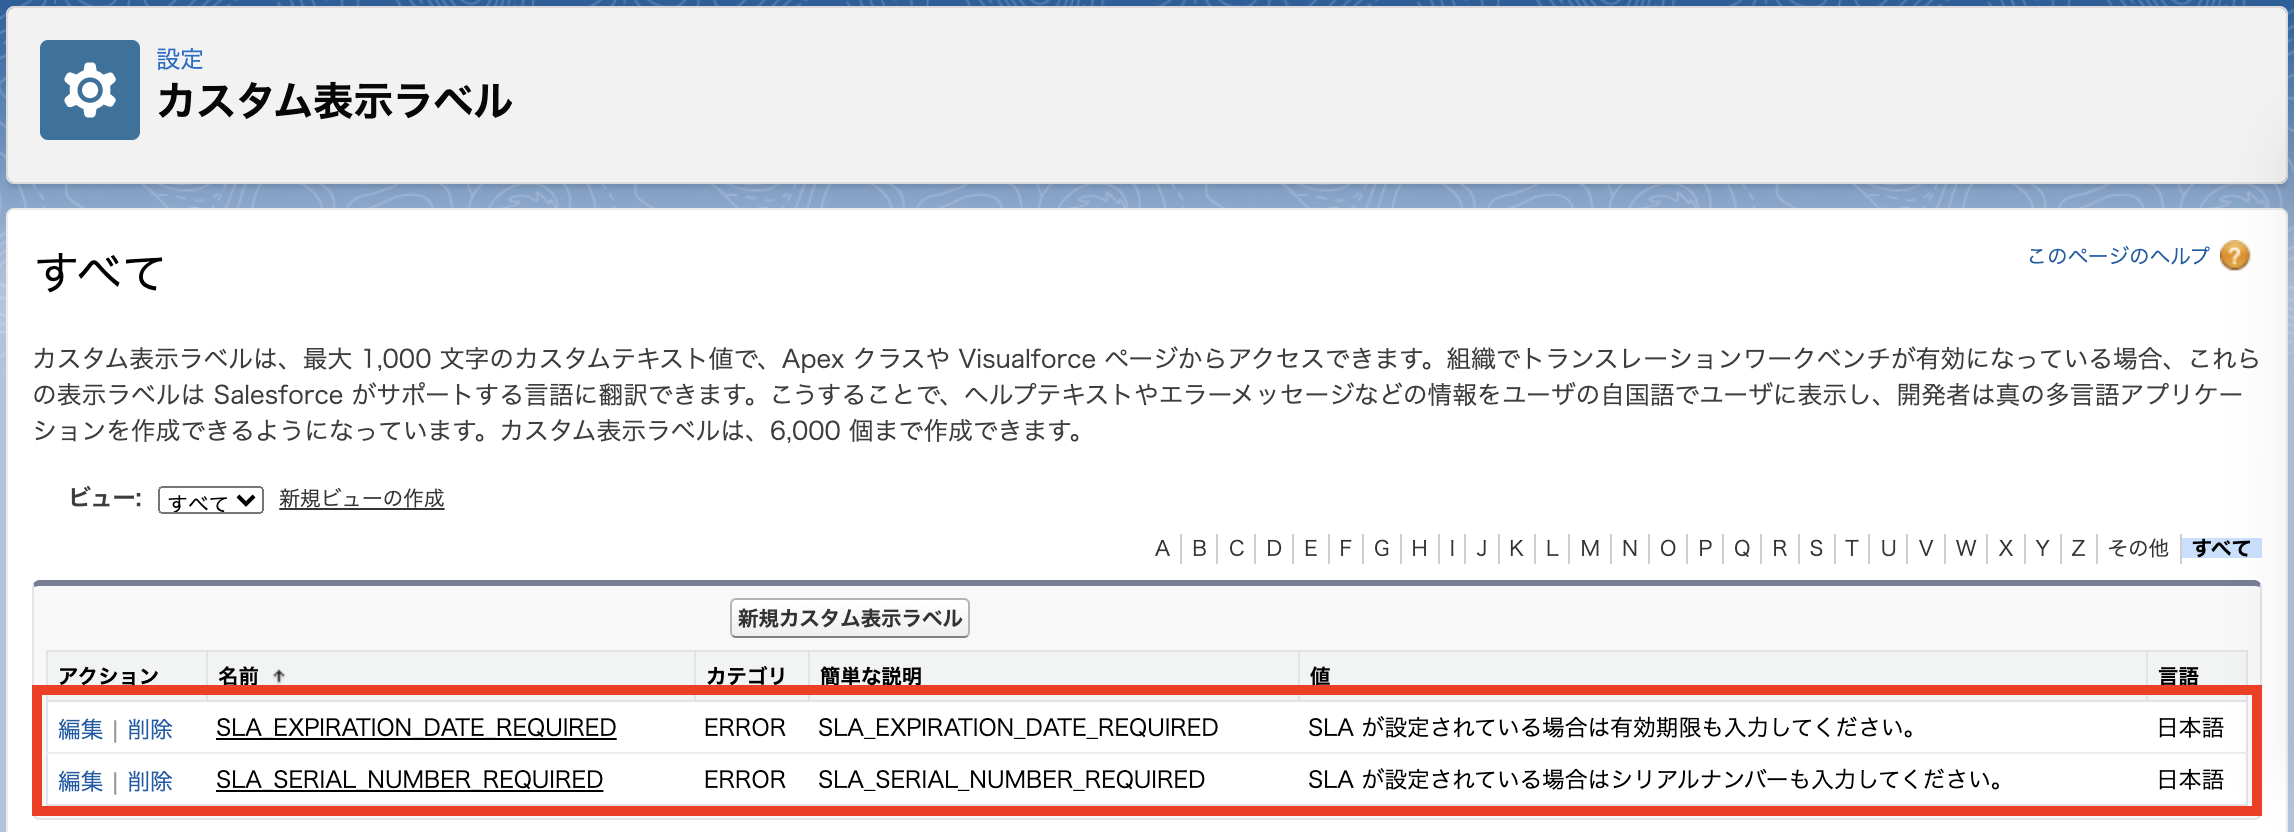 設定
カスタム表示ラベル
すべて
このページのヘルプ ?
カスタム表示ラベルは、最大 1,000 文字のカスタムテキスト値で、Apex クラスや Visualforce ページからアクセスできます。組織でトランスレーションワークベンチが有効になっている場合、これら
の表示ラベルは Salesforce がサポートする言語に翻訳できます。こうすることで、ヘルプテキストやエラーメッセージなどの情報をユーザの自国語でユーザに表示し、開発者は真の多言語アプリケー
ションを作成できるようになっています。カスタム表示ラベルは、6,000 個まで作成できます。
ビュー: すべて 新規ビューの作成
A | B | C | D | E | F | G | H | I | J | K | L | M | N | O | P | Q | R | S | T | U | V | W | X | Y | Z | その他 | すべて
新規カスタム表示ラベル
アクション 名前 ↑ カテゴリ 簡単な説明 値 言語
編集 | 削除 SLA_EXPIRATION_DATE_REQUIRED ERROR SLA_EXPIRATION_DATE_REQUIRED SLA が設定されている場合は有効期限も入力してください。 日本語
編集 | 削除 SLA_SERIAL_NUMBER_REQUIRED ERROR SLA_SERIAL_NUMBER_REQUIRED SLA が設定されている場合はシリアルナンバーも入力してください。 日本語